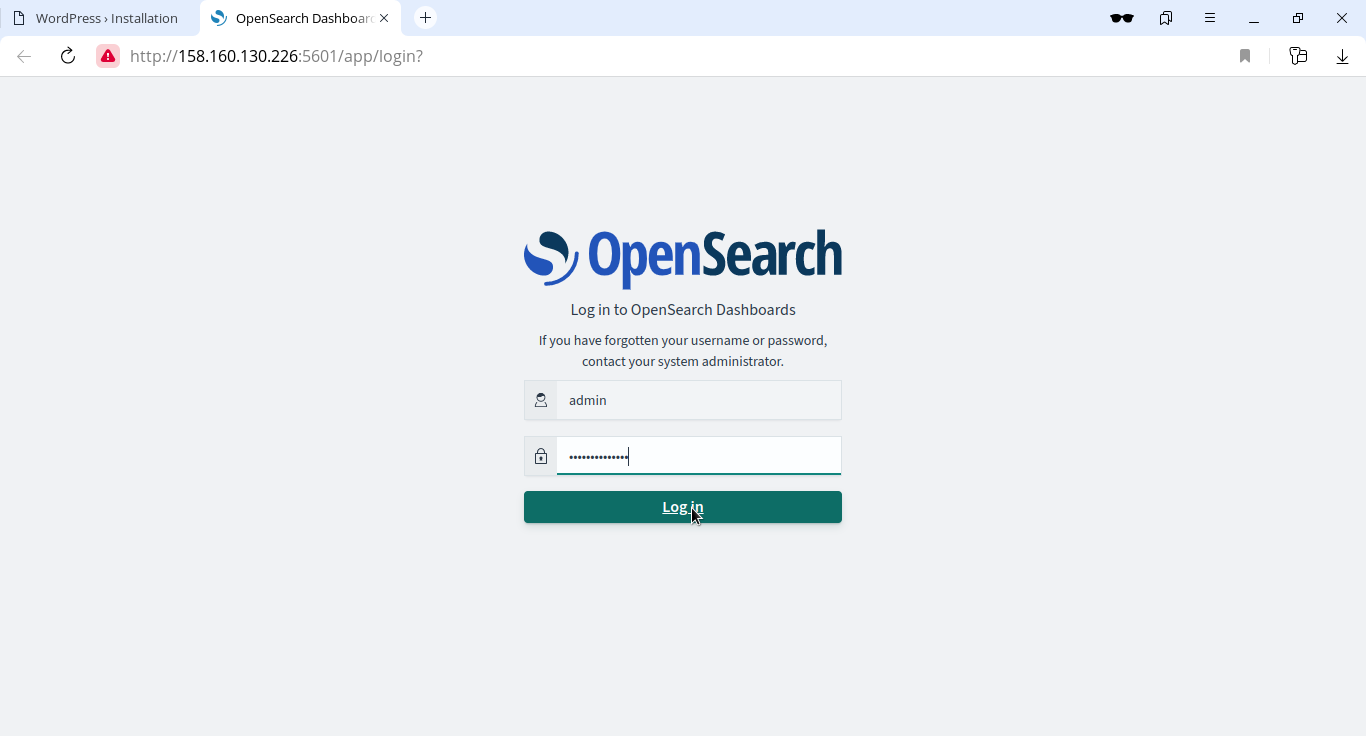 WordPress › Installation
OpenSearch Dashboar
http://158.160.130.226:5601/app/login?
OpenSearch
Log in to OpenSearch Dashboards
If you have forgotten your username or password,
contact your system administrator.
admin
••••••••••••••
Log in